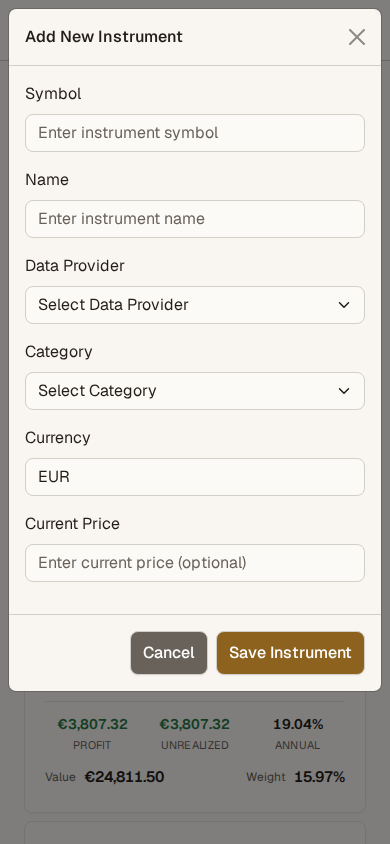 Add New Instrument
Symbol
Enter instrument symbol
Name
Enter instrument name
Data Provider
Select Data Provider
Category
Select Category
Currency
EUR
Current Price
Enter current price (optional)
Cancel Save Instrument
€3,807.32 €3,807.32 19.04%
PROFIT UNREALIZED ANNUAL
Value €24,811.50 Weight 15.97%